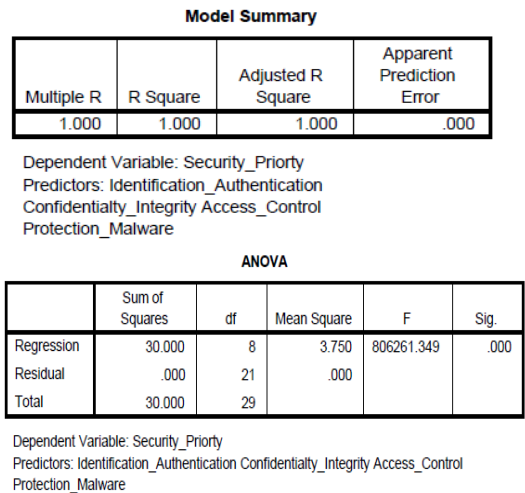 Model Summary
Multiple R R Square Adjusted R Square Apparent Prediction Error
1.000 1.000 1.000 .000
Dependent Variable: Security_Priorty
Predictors: Identification_Authentication
Confidentialty_Integrity Access_Control
Protection_Malware
ANOVA
Sum of Squares df Mean Square F Sig.
Regression 30.000 8 3.750 806261.349 .000
Residual .000 21 .000
Total 30.000 29
Dependent Variable: Security_Priorty
Predictors: Identification_Authentication Confidentialty_Integrity Access_Control
Protection_Malware